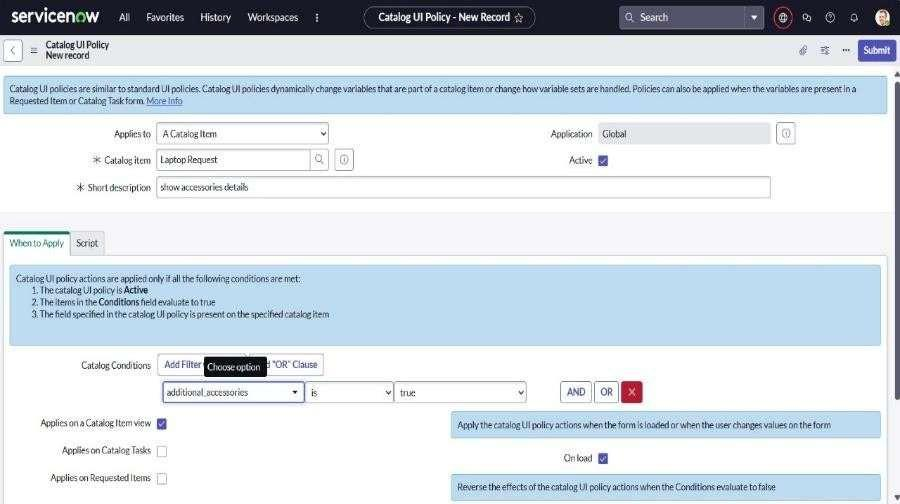 servicenow All Favorites History Workspaces Catalog UI Policy - New Record Search
Catalog UI Policy
New record
Submit
Catalog UI policies are similar to standard UI policies. Catalog UI policies dynamically change variables that are part of a catalog item or change how variable sets are handled. Policies can also be applied when the variables are present in a
Requested Item or Catalog Task form. More Info
Applies to A Catalog Item Application Global
* Catalog item Laptop Request Active
* Short description show accessories details
When to Apply Script
Catalog UI policy actions are applied only if all the following conditions are met:
1. The catalog UI policy is Active
2. The items in the Conditions field evaluate to true
3. The field specified in the catalog UI policy is present on the specified catalog item
Catalog Conditions Add Filter "OR" Clause
Choose option
additional_accessories is true AND OR X
Applies on a Catalog Item view Apply the catalog UI policy actions when the form is loaded or when the user changes values on the form
Applies on Catalog Tasks On load
Applies on Requested Items Reverse the effects of the catalog UI policy actions when the Conditions evaluate to false